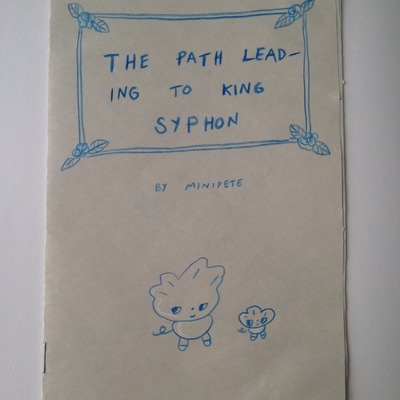 THE PATH LEAD-
ING TO KING
SYPHON
BY MINIPETE